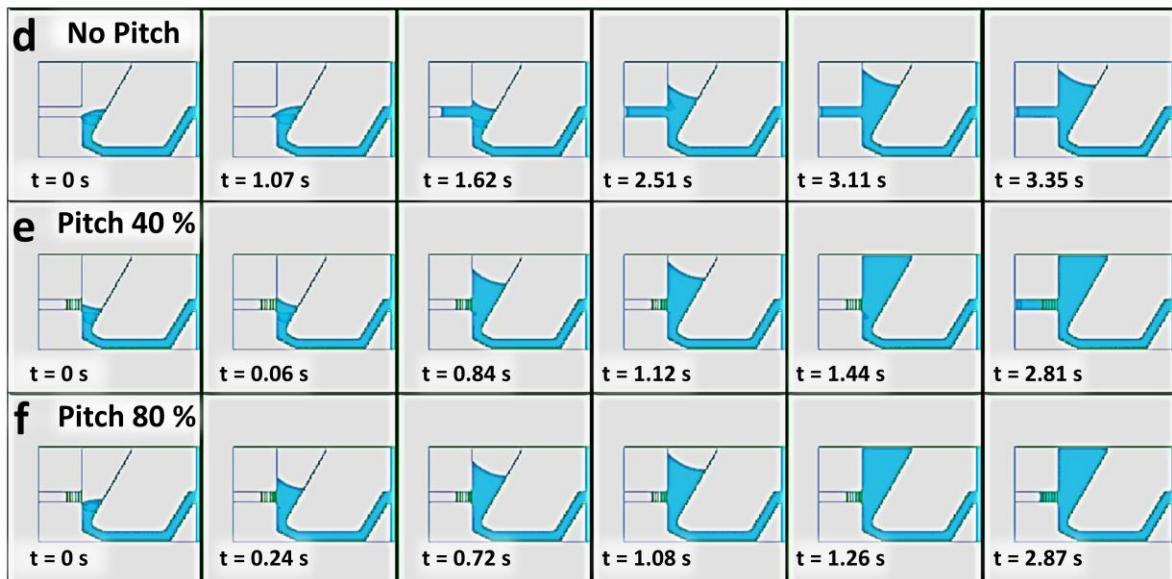 d No Pitch
t = 0 s t = 1.07 s t = 1.62 s t = 2.51 s t = 3.11 s t = 3.35 s
e Pitch 40 %
t = 0 s t = 0.06 s t = 0.84 s t = 1.12 s t = 1.44 s t = 2.81 s
f Pitch 80 %
t = 0 s t = 0.24 s t = 0.72 s t = 1.08 s t = 1.26 s t = 2.87 s